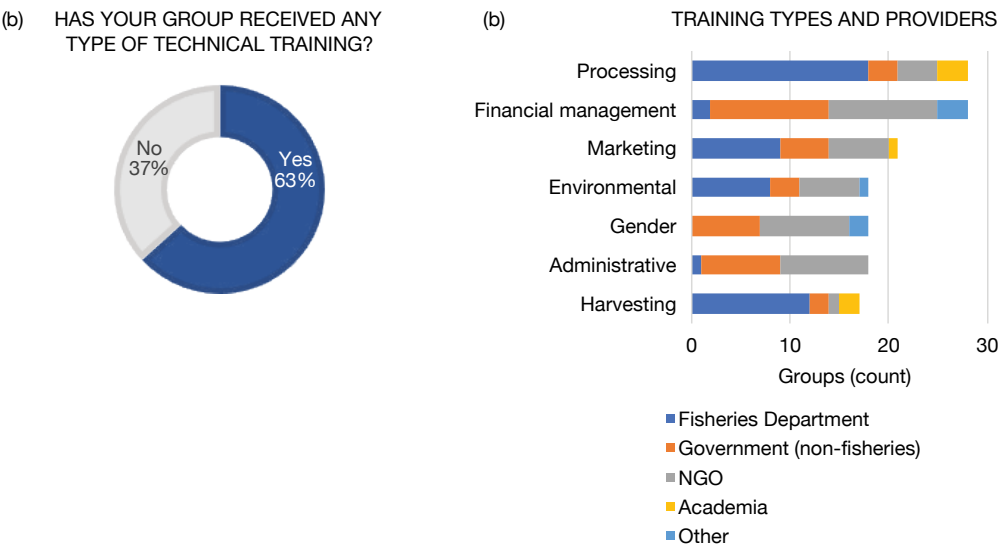 (b) HAS YOUR GROUP RECEIVED ANY
TYPE OF TECHNICAL TRAINING?
No
37%
Yes
63%
(b) TRAINING TYPES AND PROVIDERS
Processing
Financial management
Marketing
Environmental
Gender
Administrative
Harvesting
0 10 20 30
Groups (count)
Fisheries Department
Government (non-fisheries)
NGO
Academia
Other